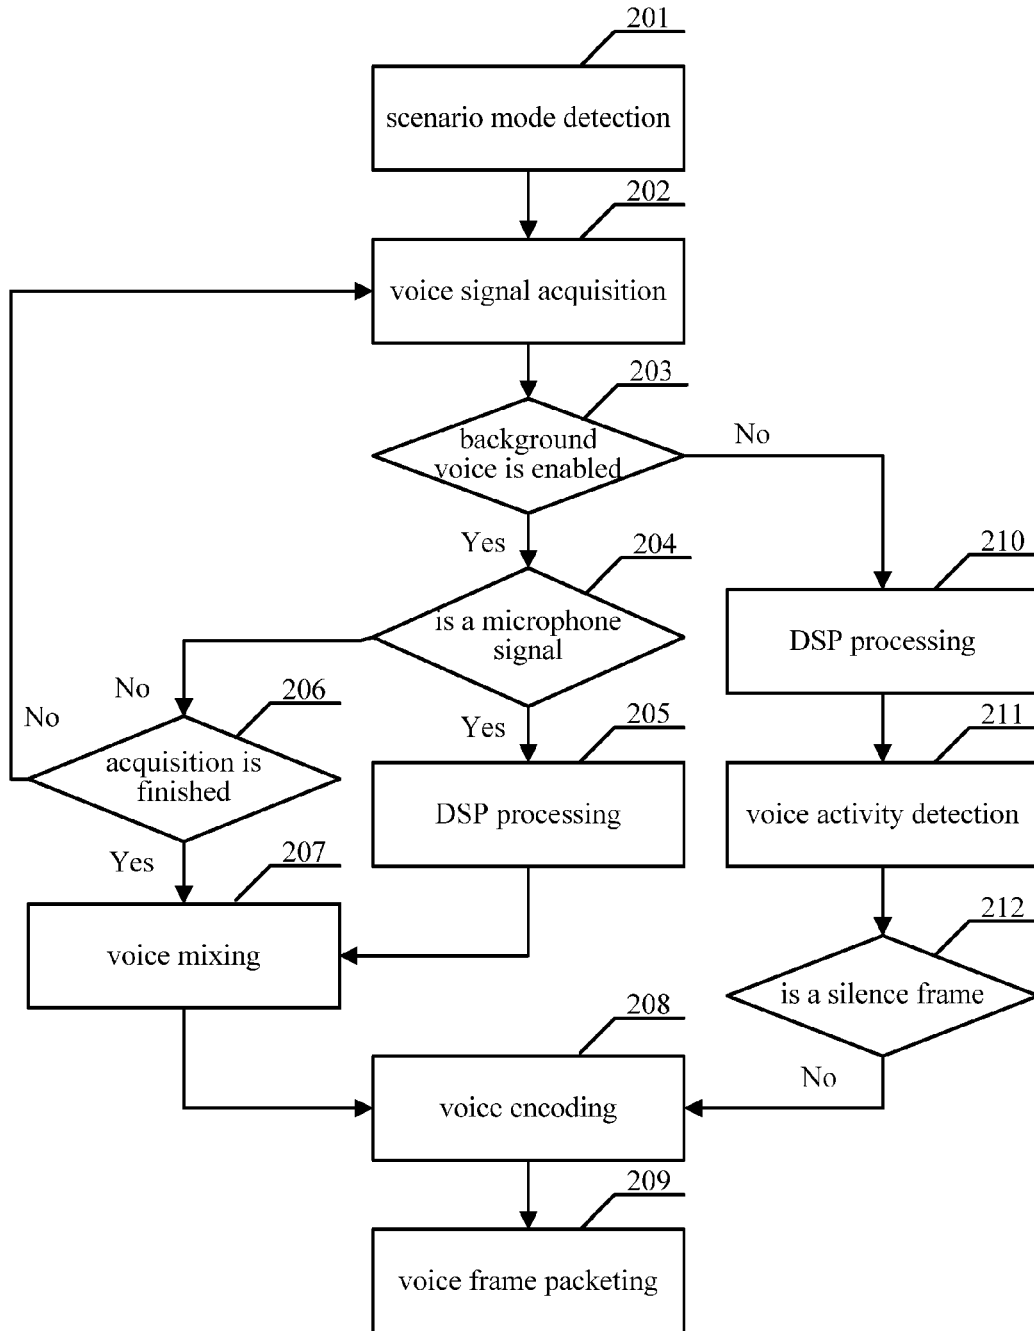 201
scenario mode detection
202
voice signal acquisition
203
background
voice is enabled
No
Yes
204
is a microphone
signal
210
DSP processing
No
206
No
acquisition is
finished
Yes
205
DSP processing
211
voice activity detection
Yes
207
voice mixing
212
is a silence frame
208
No
voice encoding
209
voice frame packeting